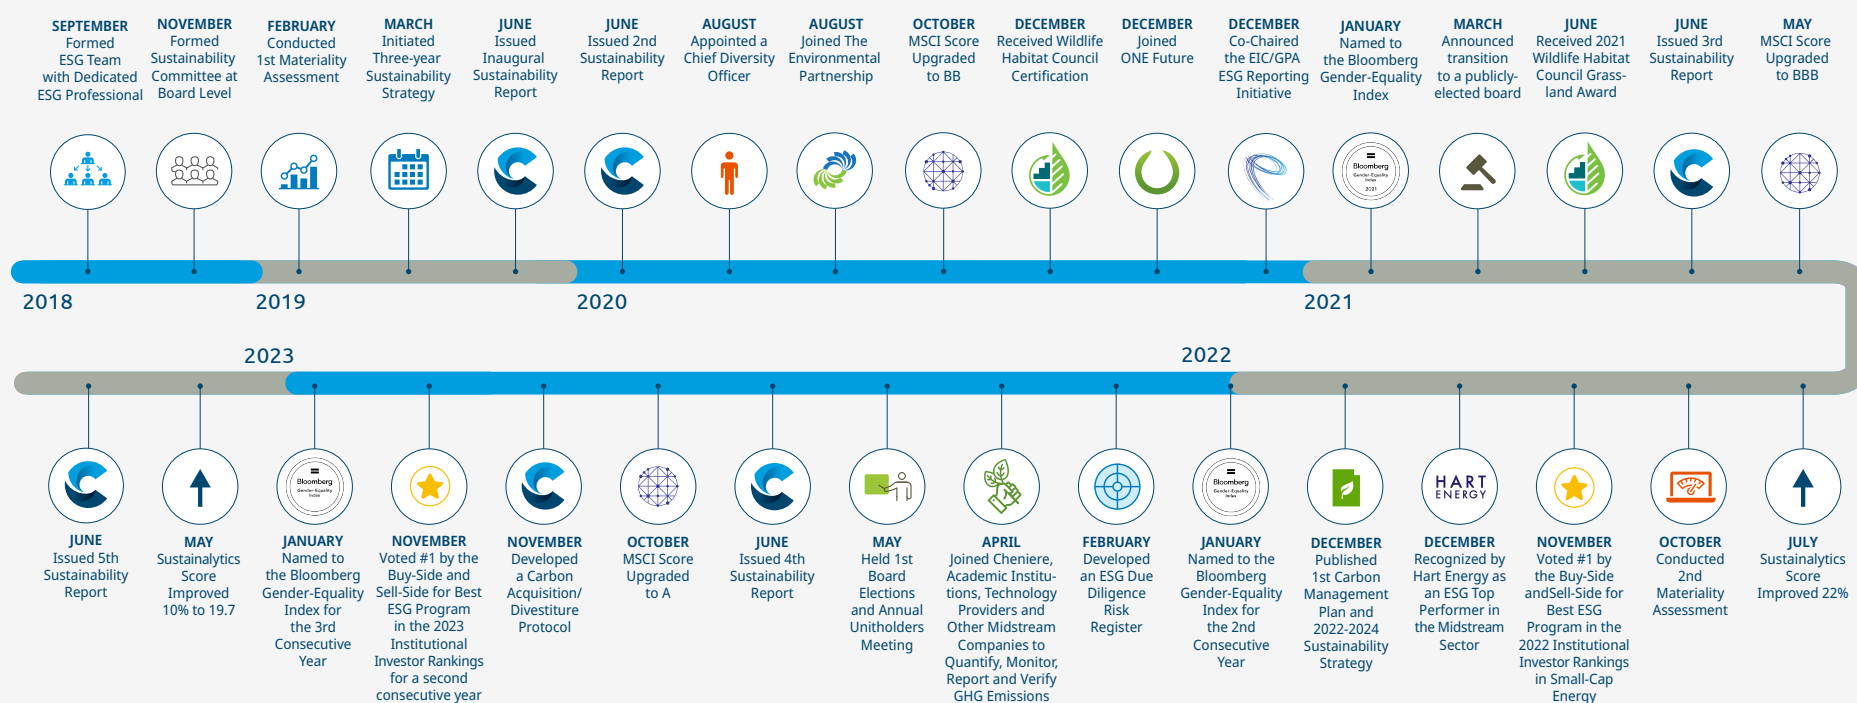 SEPTEMBER
Formed
ESG Team
with Dedicated
ESG Professional
NOVEMBER
Formed
Sustainability
Committee at
Board Level
FEBRUARY
Conducted
1st Materiality
Assessment
MARCH
Initiated
Three-year
Sustainability
Strategy
JUNE
Issued
Inaugural
Sustainability
Report
JUNE
Issued 2nd
Sustainability
Report
AUGUST
Appointed a
Chief Diversity
Officer
AUGUST
Joined The
Environmental
Partnership
OCTOBER
MSCI Score
Upgraded
to BB
DECEMBER
Received Wildlife
Habitat Council
Certification
DECEMBER
Joined
ONE Future
DECEMBER
Co-Chaired
the EIC/GPA
ESG Reporting
Initiative
JANUARY
Named to
the Bloomberg
Gender-Equality
Index
MARCH
Announced
transition
to a publicly-
elected board
JUNE
Received 2021
Wildlife Habitat
Council Grass-
land Award
JUNE
Issued 3rd
Sustainability
Report
MAY
MSCI Score
Upgraded
to BBB
Bloomberg
Gender-Equality
Index
2021
2018
2019
2020
2021
2023
2022
Bloomberg
Gender-Equality
Index
Bloomberg
Gender-Equality
Index
HART
ENERGY
JUNE
Issued 5th
Sustainability
Report
MAY
Sustainalytics
Score
Improved
10% to 19.7
JANUARY
Named to
the Bloomberg
Gender-Equality
Index for
the 3rd
Consecutive
Year
NOVEMBER
Voted #1 by the
Buy-Side and
Sell-Side for Best
ESG Program
in the 2023
Institutional
Investor Rankings
for a second
consecutive year
NOVEMBER
Developed
a Carbon
Acquisition/
Divestiture
Protocol
OCTOBER
MSCI Score
Upgraded
to A
JUNE
Issued 4th
Sustainability
Report
MAY
Held 1st
Board
Elections
and Annual
Unitholders
Meeting
APRIL
Joined Cheniere,
Academic Institu-
tions, Technology
Providers and
Other Midstream
Companies to
Quantify, Monitor,
Report and Verify
GHG Emissions
FEBRUARY
Developed
an ESG Due
Diligence
Risk
Register
JANUARY
Named to the
Bloomberg
Gender-Equality
Index for
the 2nd
Consecutive
Year
DECEMBER
Published
1st Carbon
Management
Plan and
2022-2024
Sustainability
Strategy
DECEMBER
Recognized by
Hart Energy as
an ESG Top
Performer in
the Midstream
Sector
NOVEMBER
Voted #1 by
the Buy-Side
andSell-Side for
Best ESG
Program in the
2022 Institutional
Investor Rankings
in Small-Cap
Energy
OCTOBER
Conducted
2nd
Materiality
Assessment
JULY
Sustainalytics
Score
Improved 22%